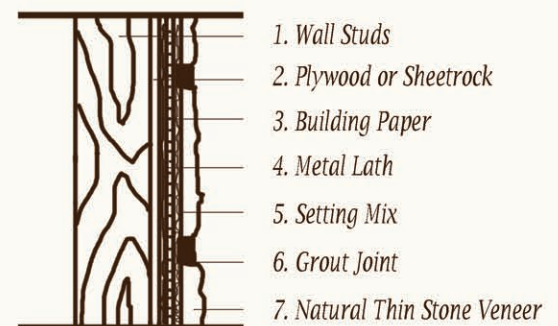 1. Wall Studs
2. Plywood or Sheetrock
3. Building Paper
4. Metal Lath
5. Setting Mix
6. Grout Joint
7. Natural Thin Stone Veneer